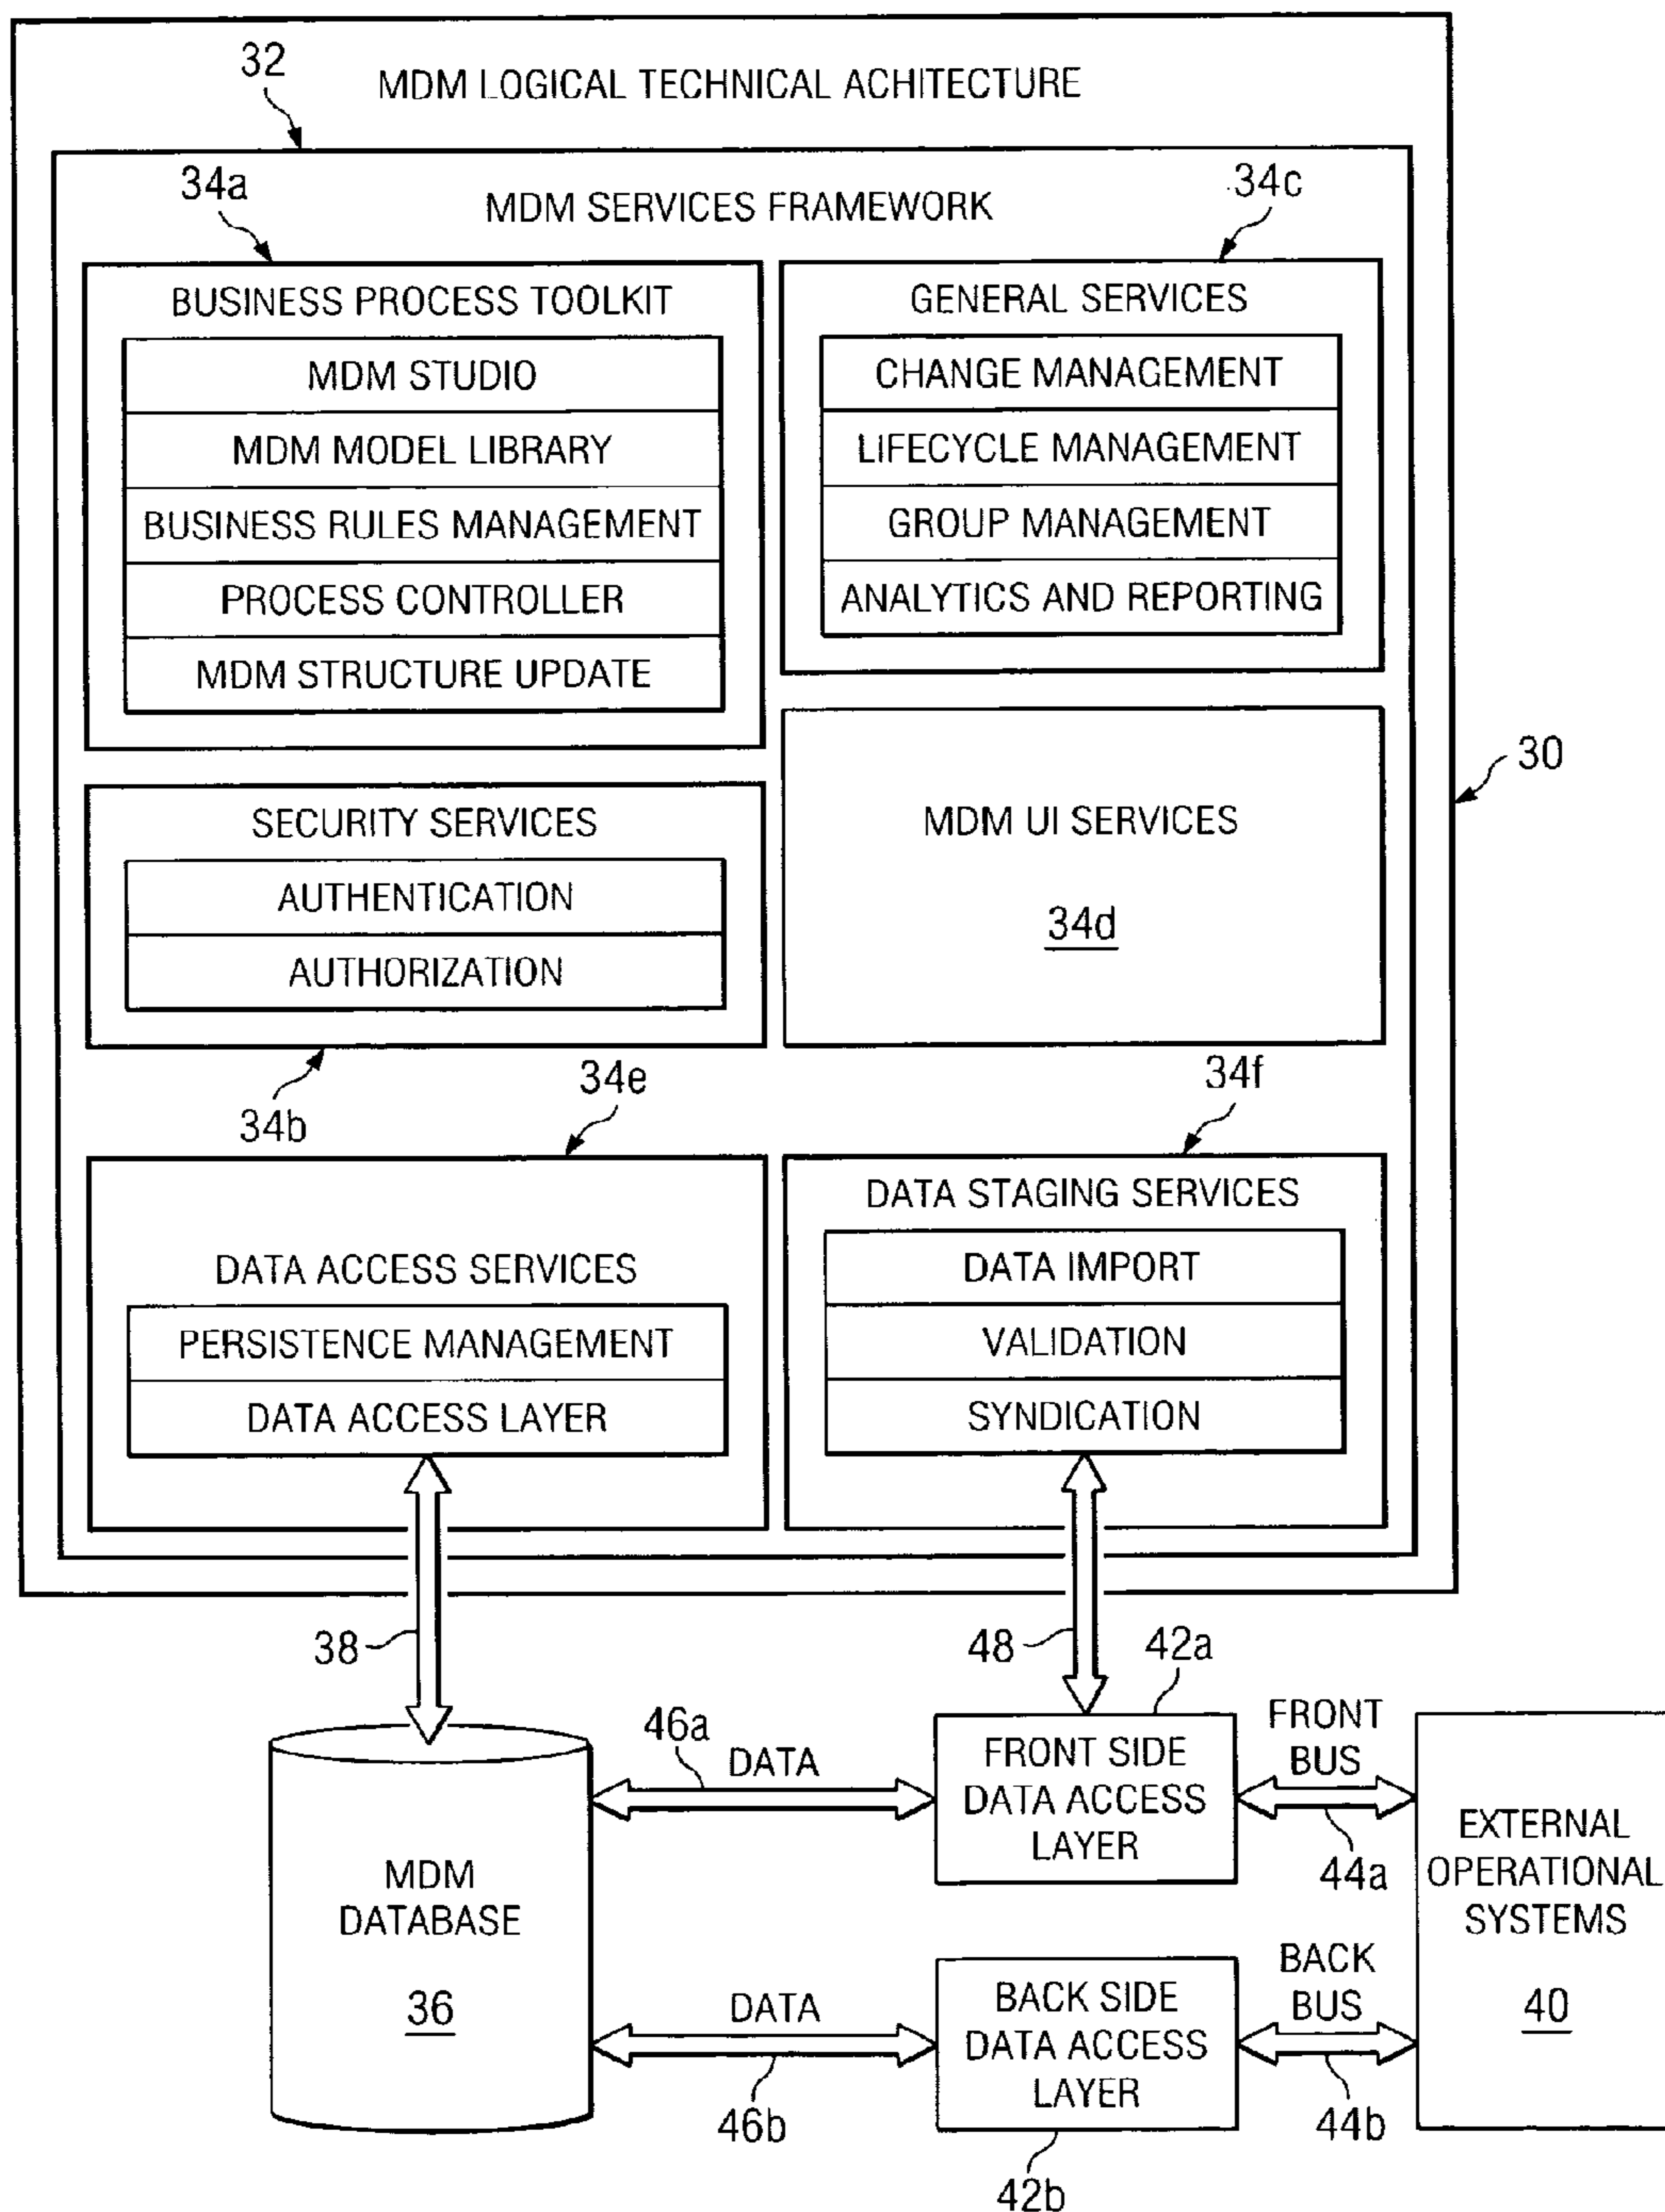 MDM LOGICAL TECHNICAL ACHITECTURE
32
MDM SERVICES FRAMEWORK
34a
34c
BUSINESS PROCESS TOOLKIT
MDM STUDIO
MDM MODEL LIBRARY
BUSINESS RULES MANAGEMENT
PROCESS CONTROLLER
MDM STRUCTURE UPDATE
GENERAL SERVICES
CHANGE MANAGEMENT
LIFECYCLE MANAGEMENT
GROUP MANAGEMENT
ANALYTICS AND REPORTING
30
SECURITY SERVICES
AUTHENTICATION
AUTHORIZATION
34b
MDM UI SERVICES
34d
34e
34f
DATA ACCESS SERVICES
PERSISTENCE MANAGEMENT
DATA ACCESS LAYER
DATA STAGING SERVICES
DATA IMPORT
VALIDATION
SYNDICATION
38
48
42a
MDM
DATABASE
36
46a
DATA
FRONT SIDE
DATA ACCESS
LAYER
FRONT
BUS
44a
EXTERNAL
OPERATIONAL
SYSTEMS
40
DATA
46b
BACK SIDE
DATA ACCESS
LAYER
42b
BACK
BUS
44b